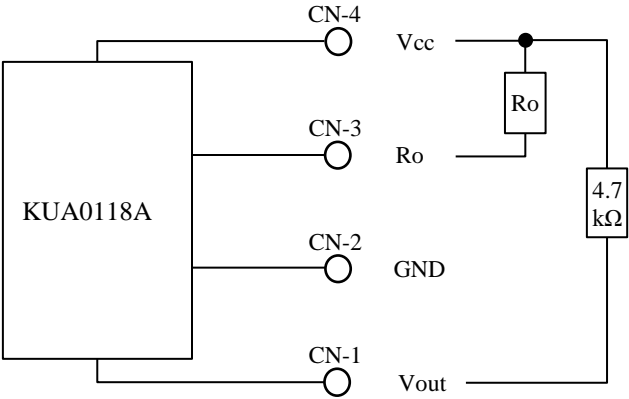 CN-4
Vcc
Ro
CN-3
Ro
4.7
kΩ
KUA0118A
CN-2
GND
CN-1
Vout